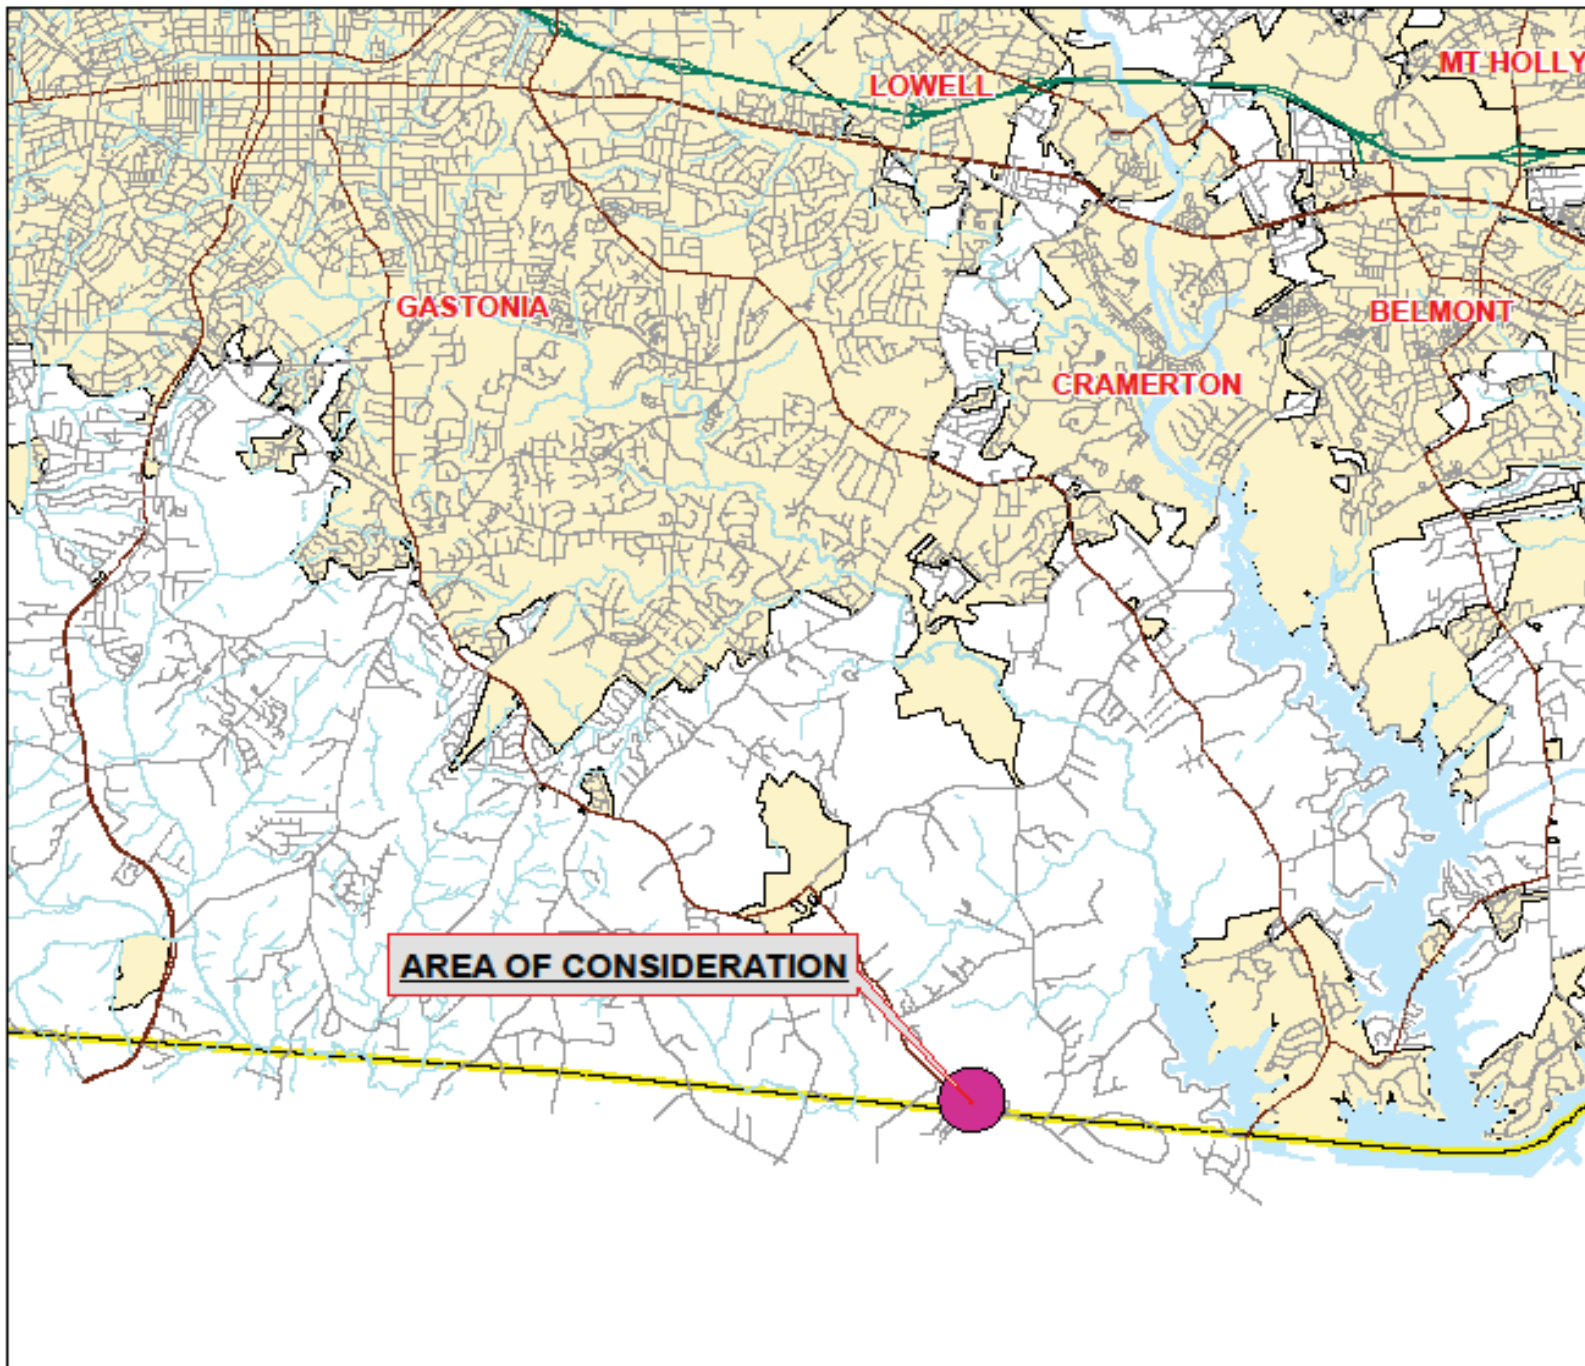 MT HOLLY
LOWELL
GASTONIA
BELMONT
CRAMERTON
AREA OF CONSIDERATION